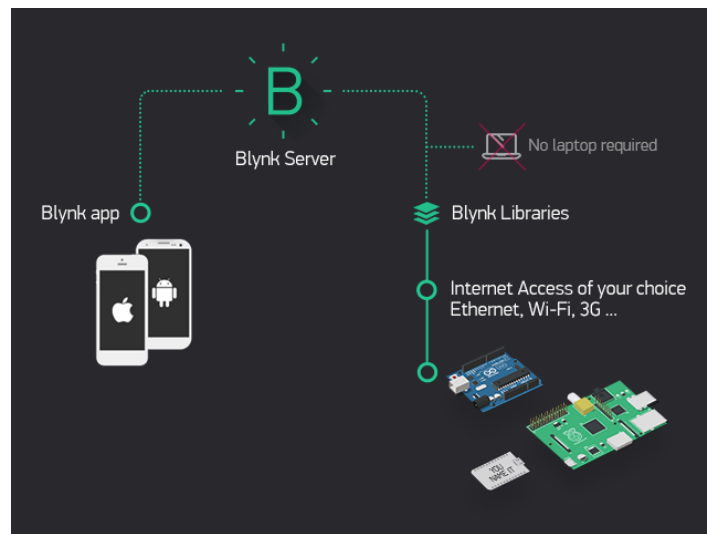 B
Blynk Server
No laptop required
Blynk app
Blynk Libraries
Internet Access of your choice
Ethernet, Wi-Fi, 3G ...
YOU
NAME IT